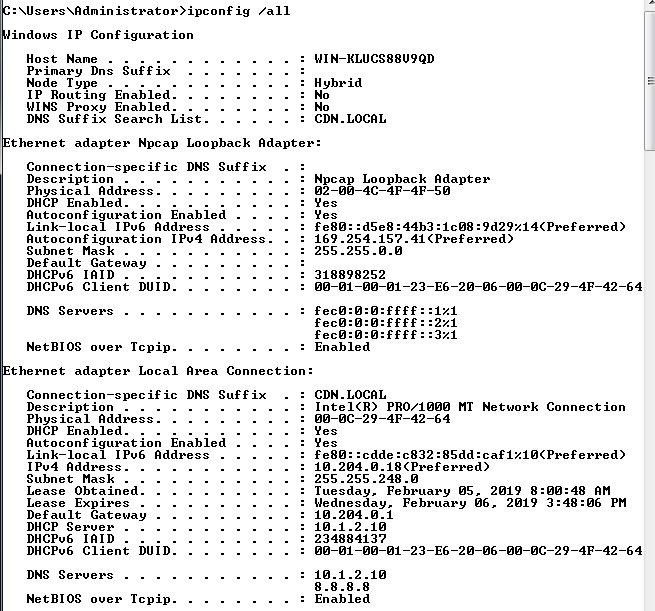 C:\Users\Administrator>ipconfig /all
Windows IP Configuration
Host Name . . . . . . . . . . . . : WIN-KLUCS88V9QD
Primary Dns Suffix . . . . . . . :
Node Type . . . . . . . . . . . . : Hybrid
IP Routing Enabled. . . . . . . . : No
WINS Proxy Enabled. . . . . . . . : No
DNS Suffix Search List. . . . . . : CDN.LOCAL
Ethernet adapter Npcap Loopback Adapter:
Connection-specific DNS Suffix . :
Description . . . . . . . . . . . : Npcap Loopback Adapter
Physical Address. . . . . . . . . : 02-00-4C-4F-4F-50
DHCP Enabled. . . . . . . . . . . : Yes
Autoconfiguration Enabled . . . . : Yes
Link-local IPv6 Address . . . . . : fe80::d5e8:44b3:1c08:9d29%14(Preferred)
Autoconfiguration IPv4 Address. . : 169.254.157.41(Preferred)
Subnet Mask . . . . . . . . . . . : 255.255.0.0
Default Gateway . . . . . . . . . :
DHCPv6 IAID . . . . . . . . . . . : 318898252
DHCPv6 Client DUID. . . . . . . . : 00-01-00-01-23-E6-20-06-00-0C-29-4F-42-64
DNS Servers . . . . . . . . . . . : fec0:0:0:ffff::1%1
fec0:0:0:ffff::2%1
fec0:0:0:ffff::3%1
NetBIOS over Tcpip. . . . . . . . : Enabled
Ethernet adapter Local Area Connection:
Connection-specific DNS Suffix . : CDN.LOCAL
Description . . . . . . . . . . . : Intel(R) PRO/1000 MT Network Connection
Physical Address. . . . . . . . . : 00-0C-29-4F-42-64
DHCP Enabled. . . . . . . . . . . : Yes
Autoconfiguration Enabled . . . . : Yes
Link-local IPv6 Address . . . . . : fe80::cdde:c832:85dd:caf1%10(Preferred)
IPv4 Address. . . . . . . . . . . : 10.204.0.18(Preferred)
Subnet Mask . . . . . . . . . . . : 255.255.248.0
Lease Obtained. . . . . . . . . . : Tuesday, February 05, 2019 8:00:48 AM
Lease Expires . . . . . . . . . . : Wednesday, February 06, 2019 3:48:06 PM
Default Gateway . . . . . . . . . : 10.204.0.1
DHCP Server . . . . . . . . . . . : 10.1.2.10
DHCPv6 IAID . . . . . . . . . . . : 234884137
DHCPv6 Client DUID. . . . . . . . : 00-01-00-01-23-E6-20-06-00-0C-29-4F-42-64
DNS Servers . . . . . . . . . . . : 10.1.2.10
8.8.8.8
NetBIOS over Tcpip. . . . . . . . : Enabled